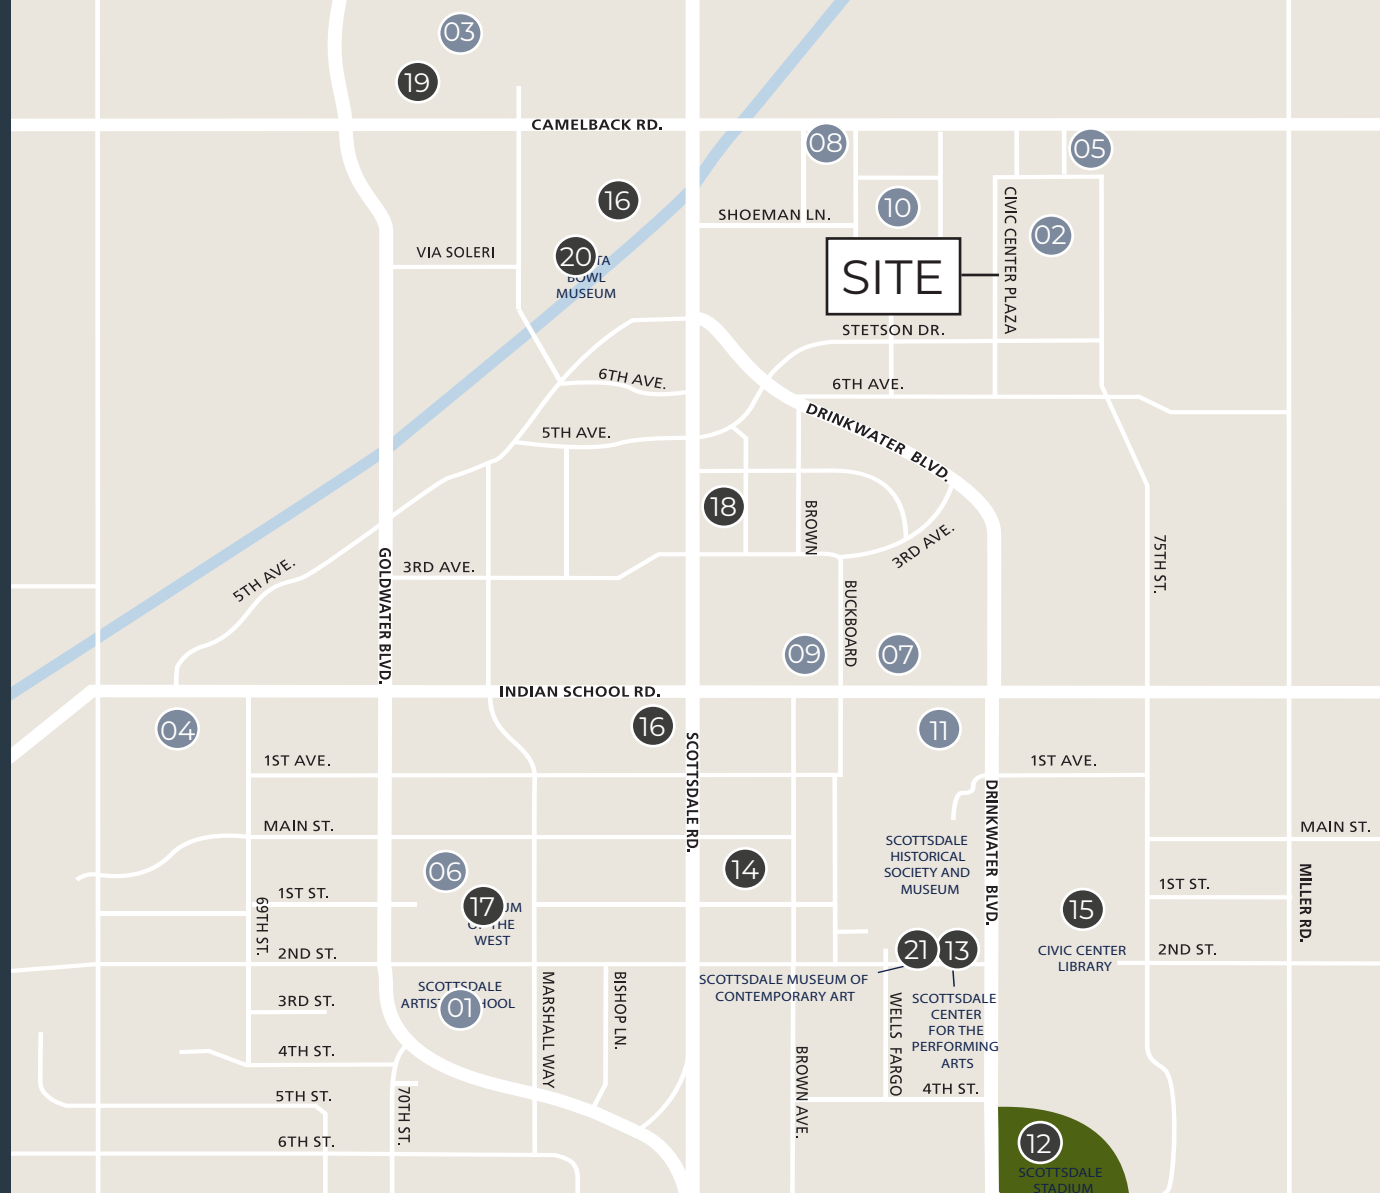 03
19
CAMELBACK RD.
08
05
16
10
SHOEMAN LN.
CIVIC CENTER PLAZA
02
VIA SOLERI
20
BOWL
MUSEUM
SITE
STETSON DR.
6TH AVE.
6TH AVE.
5TH AVE.
DRINKWATER BLVD.
18
BROWN
3RD AVE.
75TH ST.
5TH AVE.
GOLDWATER BLVD.
3RD AVE.
BUCKBOARD
09
07
INDIAN SCHOOL RD.
04
16
11
SCOTTSDALE RD.
1ST AVE.
1ST AVE.
DRINKWATER BLVD.
MAIN ST.
MAIN ST.
SCOTTSDALE
HISTORICAL
SOCIETY AND
MUSEUM
06
14
MILLER RD.
1ST ST.
1ST ST.
69TH ST.
17
OF THE
WEST
15
2ND ST.
21
13
CIVIC CENTER
LIBRARY
2ND ST.
SCOTTSDALE MUSEUM OF
CONTEMPORARY ART
SCOTTSDALE
01
3RD ST.
MARSHALL WAY
BISHOP LN.
WELLS FARGO
SCOTTSDALE
CENTER
FOR THE
PERFORMING
ARTS
4TH ST.
BROWN AVE.
4TH ST.
5TH ST.
70TH ST.
6TH ST.
12
SCOTTSDALE
STADIUM